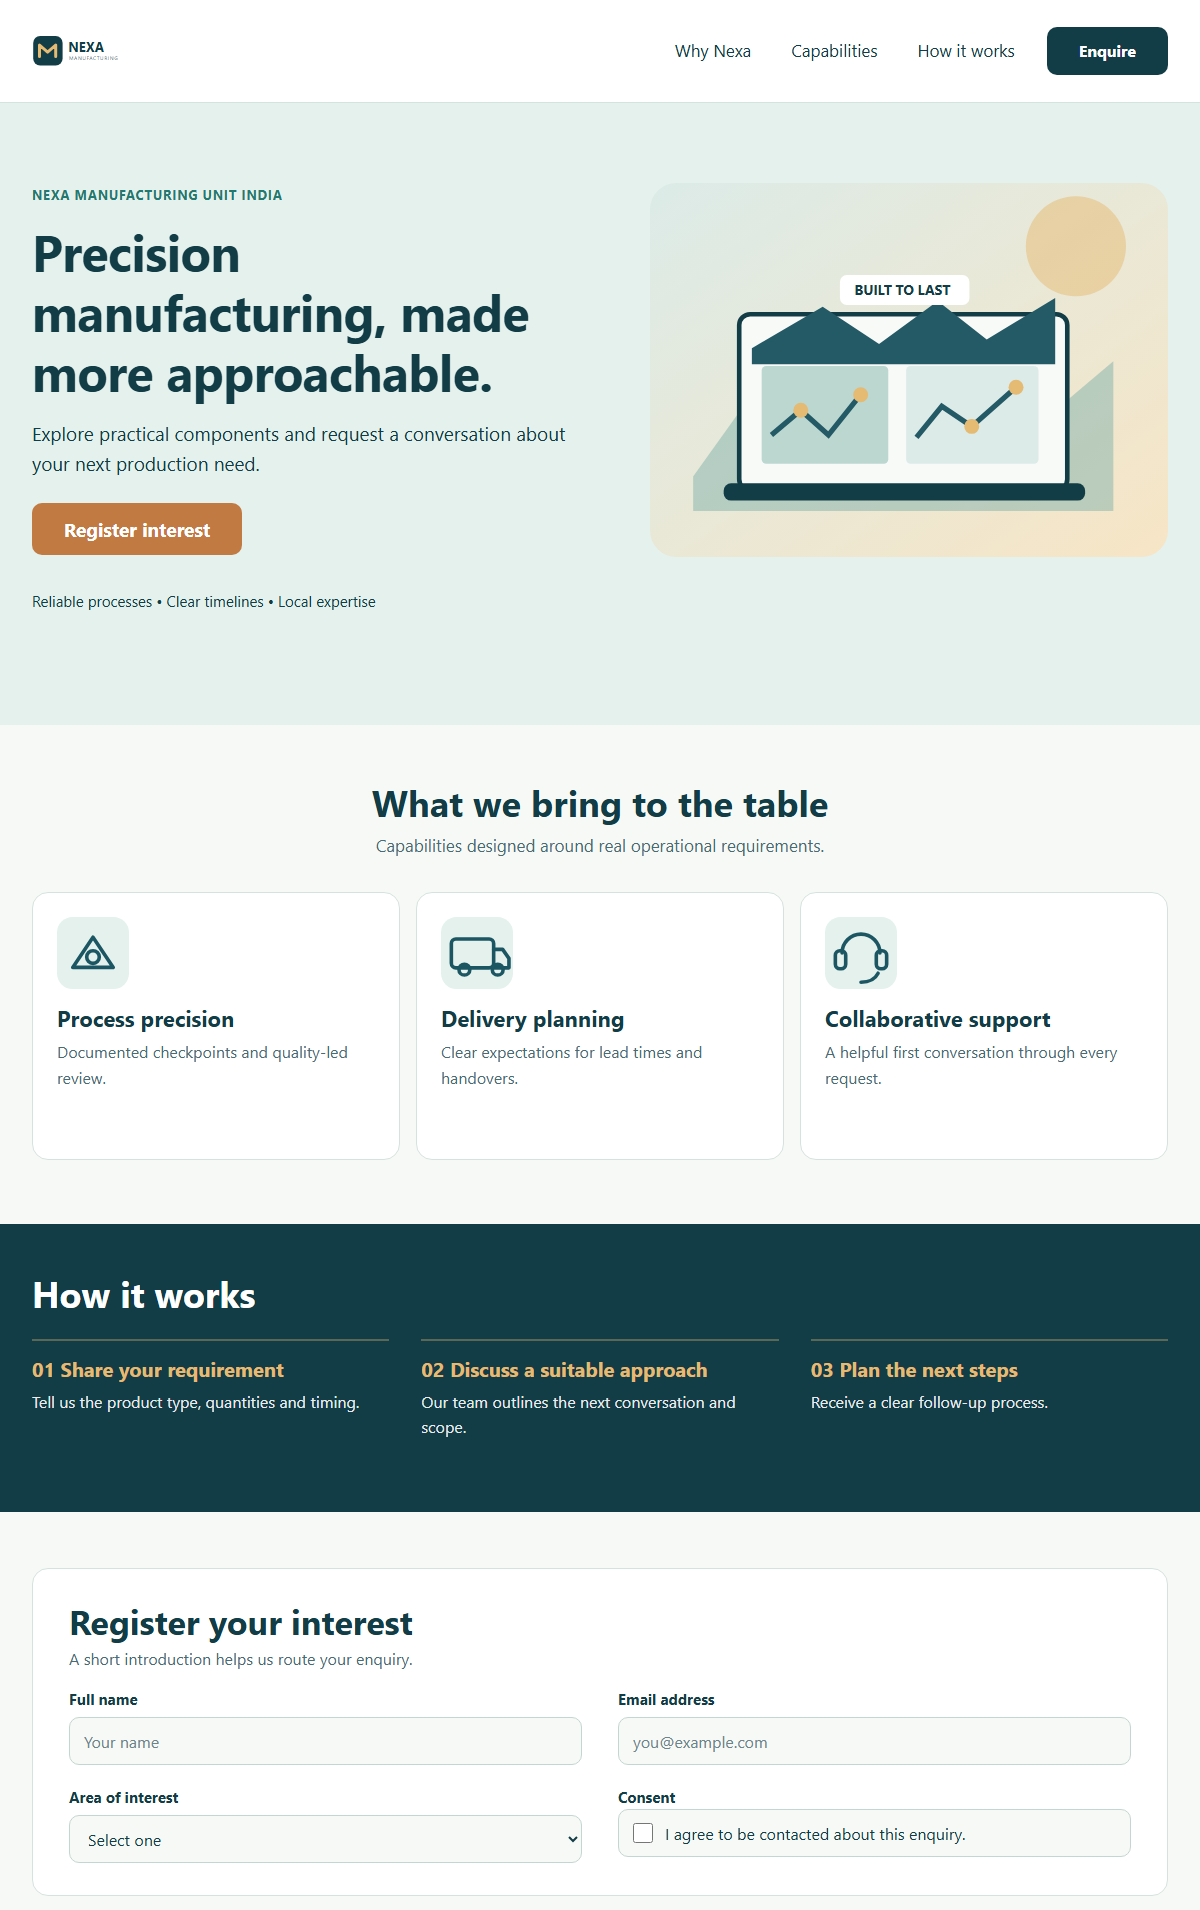 NEXA
MANUFACTURING
Why Nexa
Capabilities
How it works
Enquire
NEXA MANUFACTURING UNIT INDIA
Precision
manufacturing, made
more approachable.
Explore practical components and request a conversation about
your next production need.
Register interest
Reliable processes • Clear timelines • Local expertise
BUILT TO LAST
What we bring to the table
Capabilities designed around real operational requirements.
Process precision
Documented checkpoints and quality-led
review.
Delivery planning
Clear expectations for lead times and
handovers.
Collaborative support
A helpful first conversation through every
request.
How it works
01 Share your requirement
Tell us the product type, quantities and timing.
02 Discuss a suitable approach
Our team outlines the next conversation and
scope.
03 Plan the next steps
Receive a clear follow-up process.
Register your interest
A short introduction helps us route your enquiry.
Full name
Your name
Email address
you@example.com
Area of interest
Select one
Consent
I agree to be contacted about this enquiry.